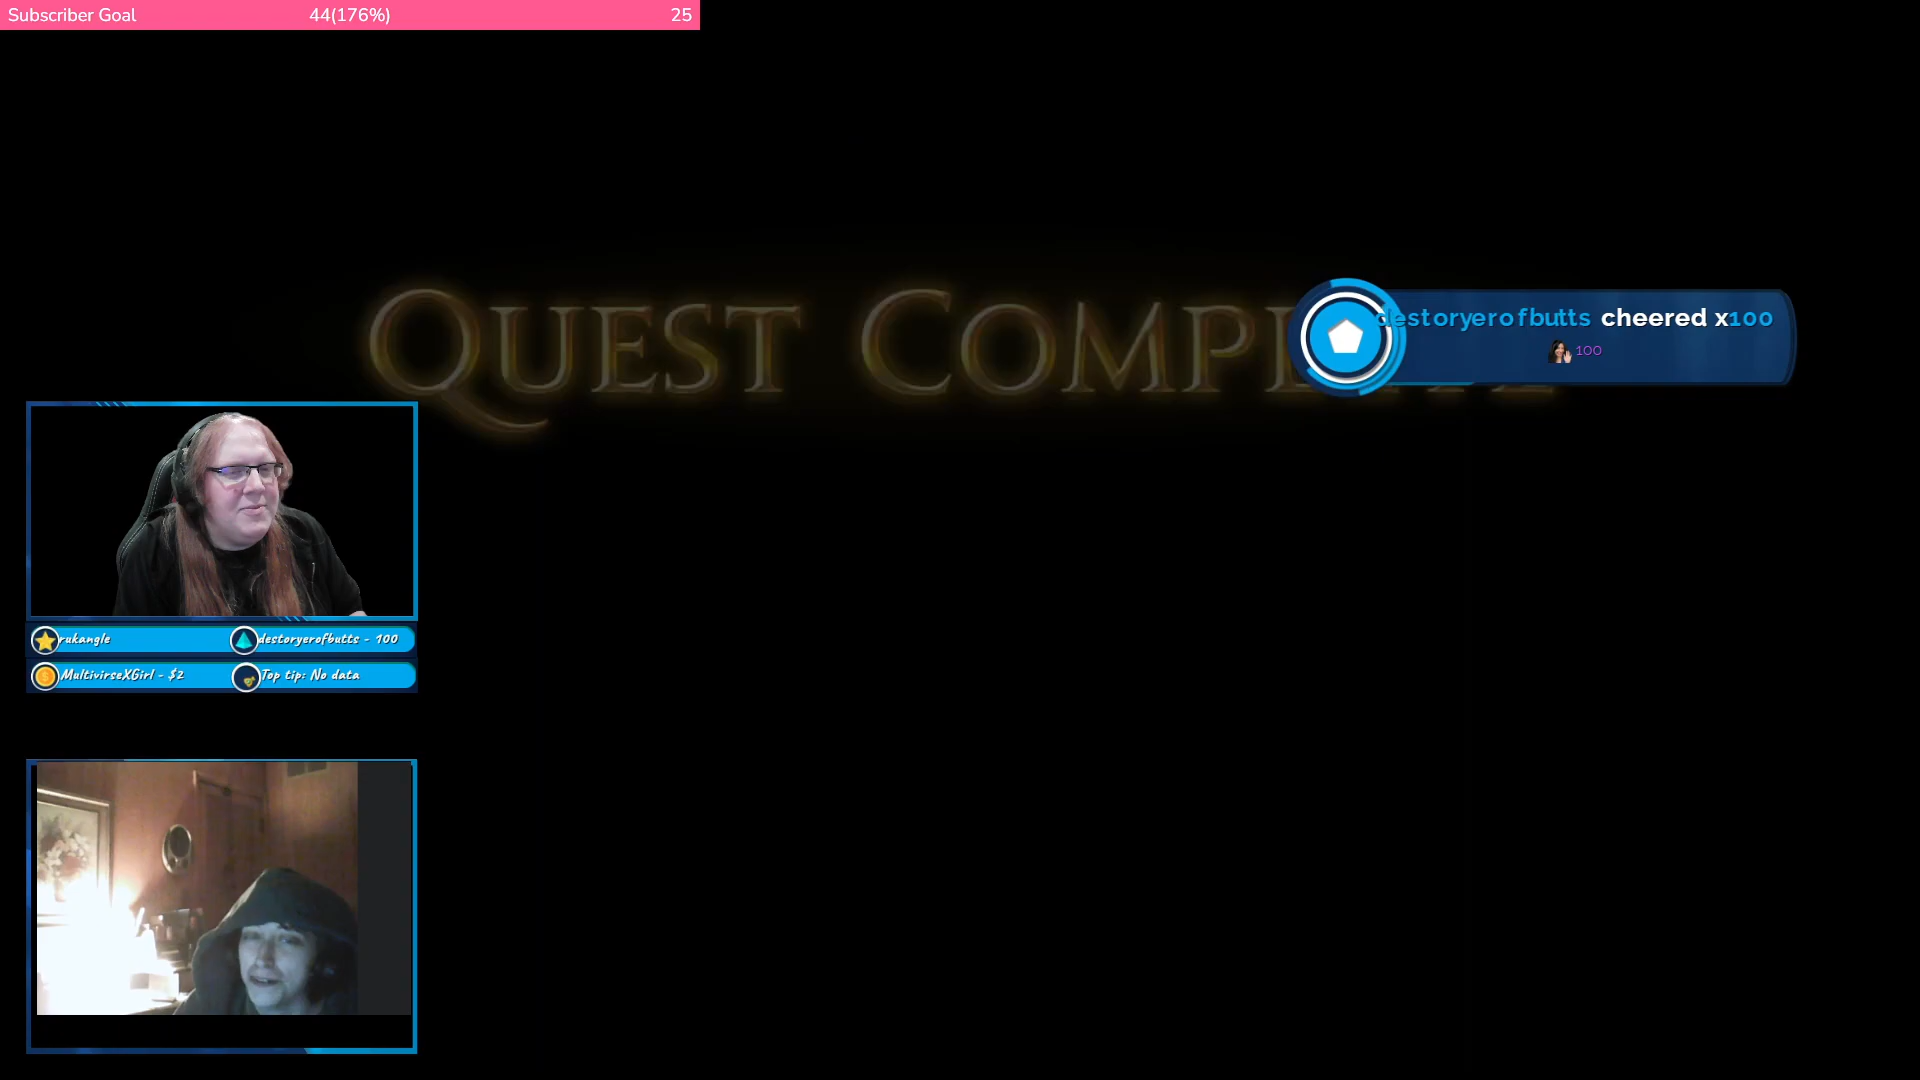 Subscriber Goal 44(176%) 25
Quest Comple
destoryerofbutts cheered x100
100
rukangle destoryerofbutts - 100
MultivirseXGirl - $2 Top tip: No data